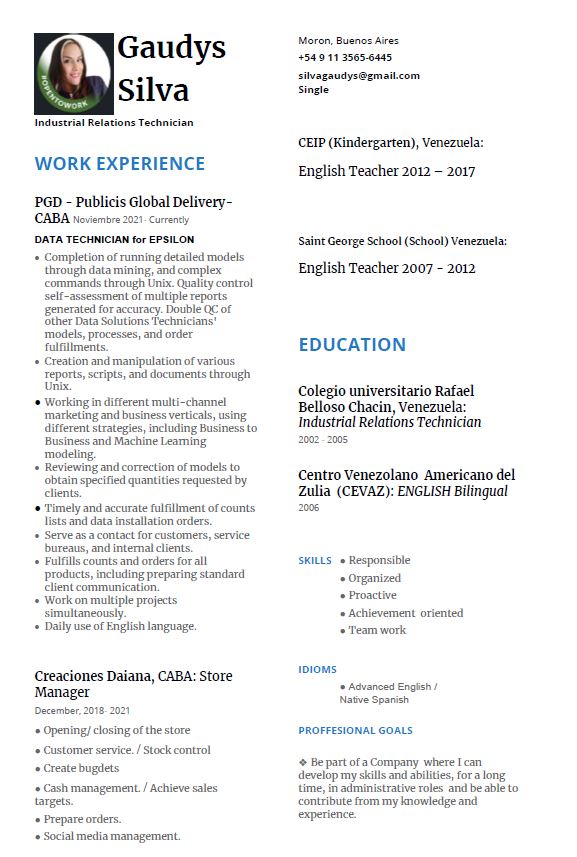 Gaudys
Silva
#OPENTOWORK
Industrial Relations Technician
WORK EXPERIENCE
PGD - Publicis Global Delivery-
CABA Noviembre 2021- Currently
DATA TECHNICIAN for EPSILON
• Completion of running detailed models
through data mining, and complex
commands through Unix. Quality control
self-assessment of multiple reports
generated for accuracy. Double QC of
other Data Solutions Technicians'
models, processes, and order
fulfillments.
• Creation and manipulation of various
reports, scripts, and documents through
Unix.
• Working in different multi-channel
marketing and business verticals, using
different strategies, including Business to
Business and Machine Learning
modeling.
• Reviewing and correction of models to
obtain specified quantities requested by
clients.
• Timely and accurate fulfillment of counts
lists and data installation orders.
• Serve as a contact for customers, service
bureaus, and internal clients.
• Fulfills counts and orders for all
products, including preparing standard
client communication.
• Work on multiple projects
simultaneously.
• Daily use of English language.
Creaciones Daiana, CABA: Store
Manager
December, 2018- 2021
• Opening/ closing of the store
• Customer service. / Stock control
• Create bugdets
• Cash management. / Achieve sales
targets.
• Prepare orders.
• Social media management.
Moron, Buenos Aires
+54 9 11 3565-6445
silvagaudys@gmail.com
Single
CEIP (Kindergarten), Venezuela:
English Teacher 2012 – 2017
Saint George School (School) Venezuela:
English Teacher 2007 - 2012
EDUCATION
Colegio universitario Rafael
Belloso Chacin, Venezuela:
Industrial Relations Technician
2002 - 2005
Centro Venezolano Americano del
Zulia (CEVAZ): ENGLISH Bilingual
2006
SKILLS • Responsible
• Organized
• Proactive
• Achievement oriented
• Team work
IDIOMS
• Advanced English /
Native Spanish
PROFFESIONAL GOALS
❖ Be part of a Company where I can
develop my skills and abilities, for a long
time, in administrative roles and be able to
contribute from my knowledge and
experience.